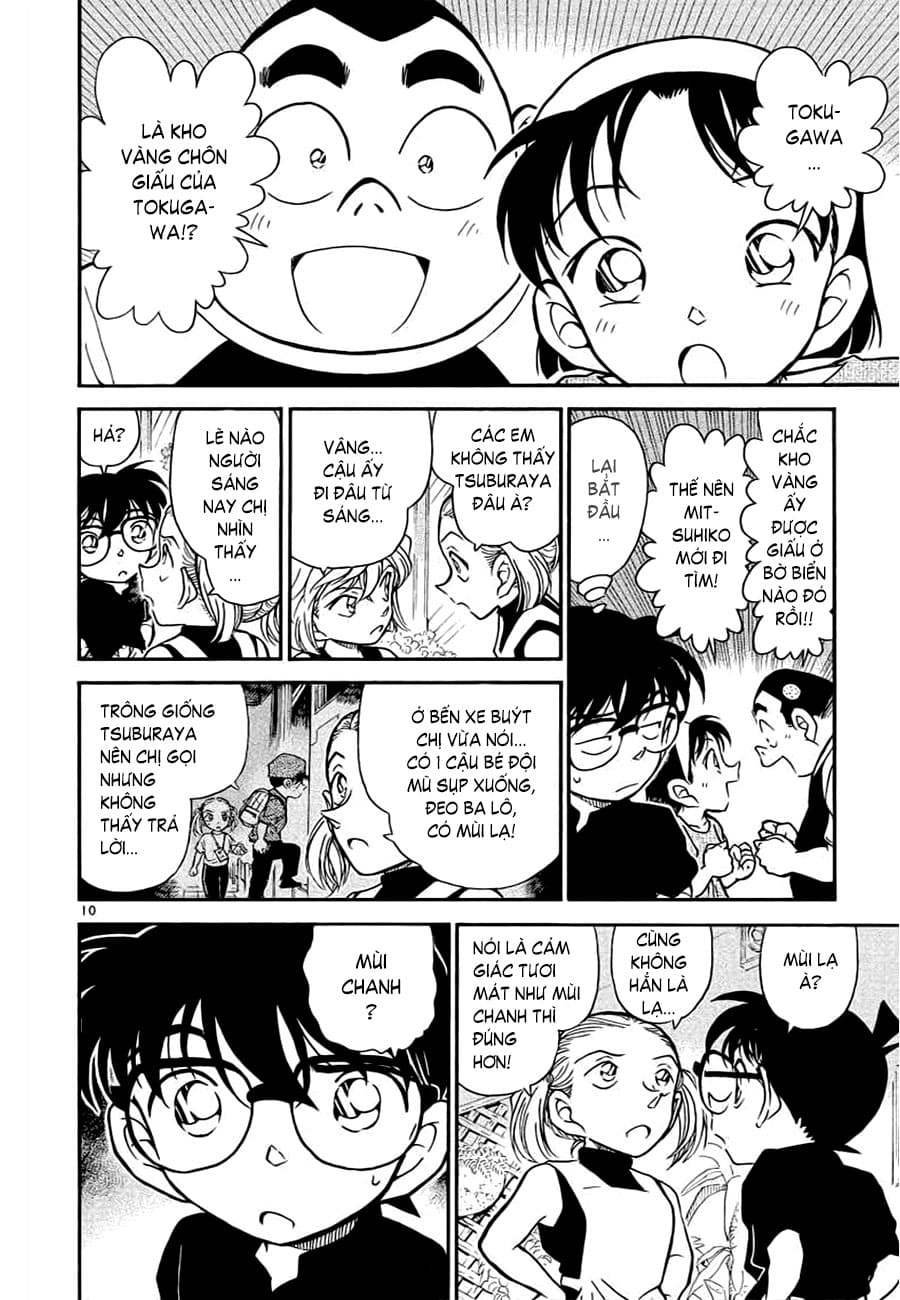 TOKU-
GAWA
...
LÀ KHO
VÀNG CHÔN
GIẤU CỦA
TOKUGA-
WA!?
CHẮC
KHO VÀNG
ẤY
ĐƯỢC
GIẤU Ở
BỜ BIỂN
NÀO ĐÓ
RỒI!!
THẾ NÊN
MIT-
SUHIKO
MỚI ĐI
TÌM!
LẠI
BẮT
ĐẦU
...
CÁC EM
KHÔNG THẤY
TSUBURAYA
ĐÂU À?
VÂNG...
CẬU ẤY
ĐI ĐÂU TỪ
SÁNG...
LẼ NÀO
NGƯỜI
SÁNG
NAY CHỊ
NHÌN
THẤY
...
HẢ?
Ở BẾN XE BUÝT
CHỊ VỪA NÓI...
CÓ 1 CẬU BÉ ĐỘI
MŨ SỤP XUỐNG,
ĐEO BA LÔ,
CÓ MÙI LẠ!
TRÔNG GIỐNG
TSUBURAYA
NÊN CHỊ GỌI
NHƯNG
KHÔNG
THẤY TRẢ
LỜI...
10
MÙI LẠ
À?
CŨNG
KHÔNG
HẲN LÀ
LẠ...
NÓI LÀ CẢM
GIÁC TƯƠI
MÁT NHƯ MÙI
CHANH THÌ
ĐÚNG
HƠN!
MÙI
CHANH
?